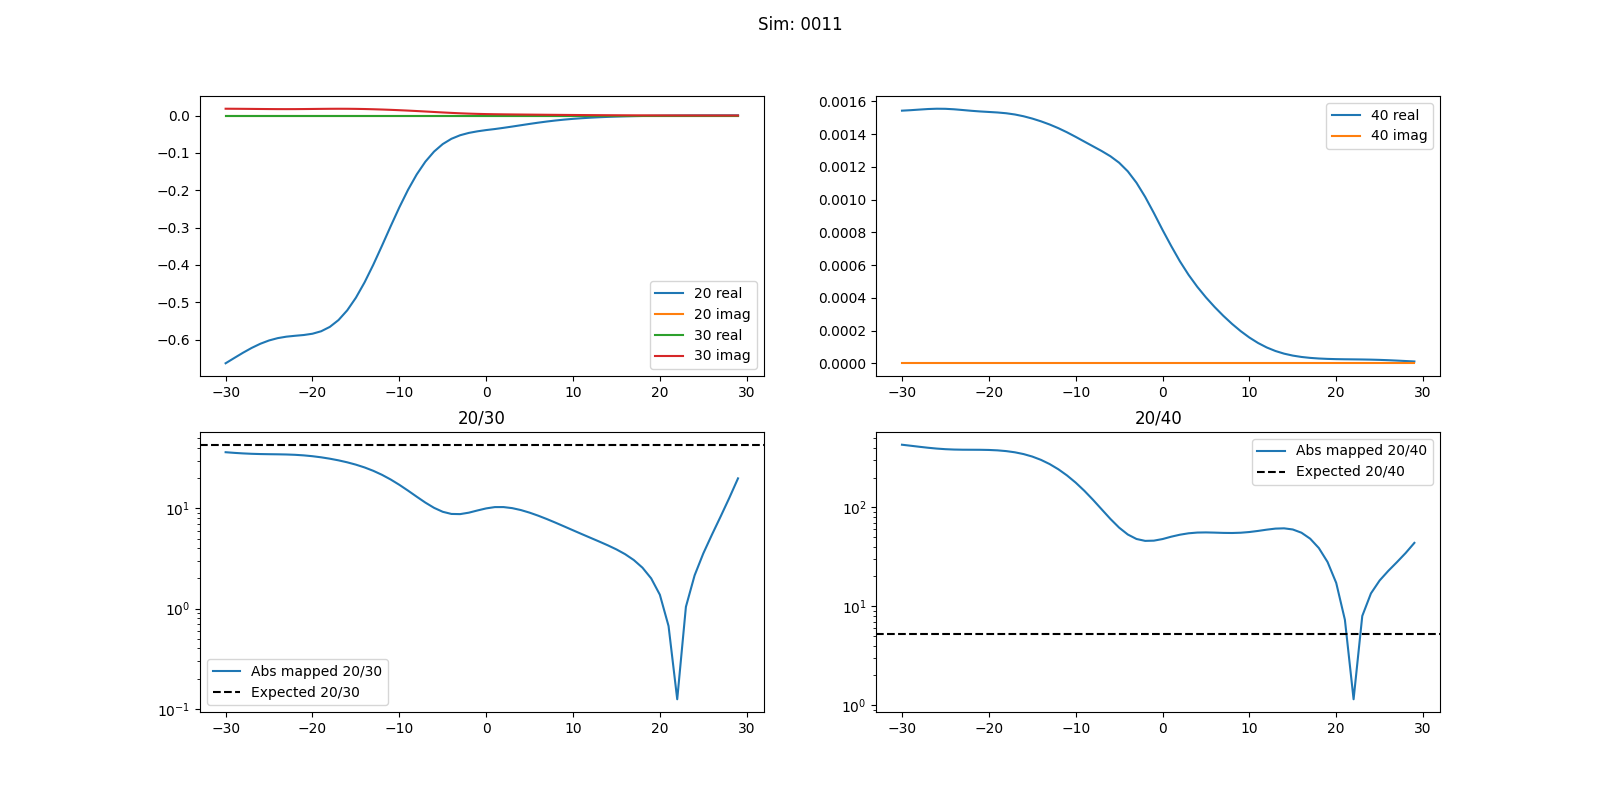 Sim: 0011
0.0
−0.1
−0.2
−0.3
−0.4
−0.5
−0.6
20 real
20 imag
30 real
30 imag
−30 −20 −10 0 10 20 30
0.0016
0.0014
0.0012
0.0010
0.0008
0.0006
0.0004
0.0002
0.0000
40 real
40 imag
−30 −20 −10 0 10 20 30
20/30
10¹
10⁰
10⁻¹
Abs mapped 20/30
Expected 20/30
−30 −20 −10 0 10 20 30
20/40
10²
10¹
10⁰
Abs mapped 20/40
Expected 20/40
−30 −20 −10 0 10 20 30